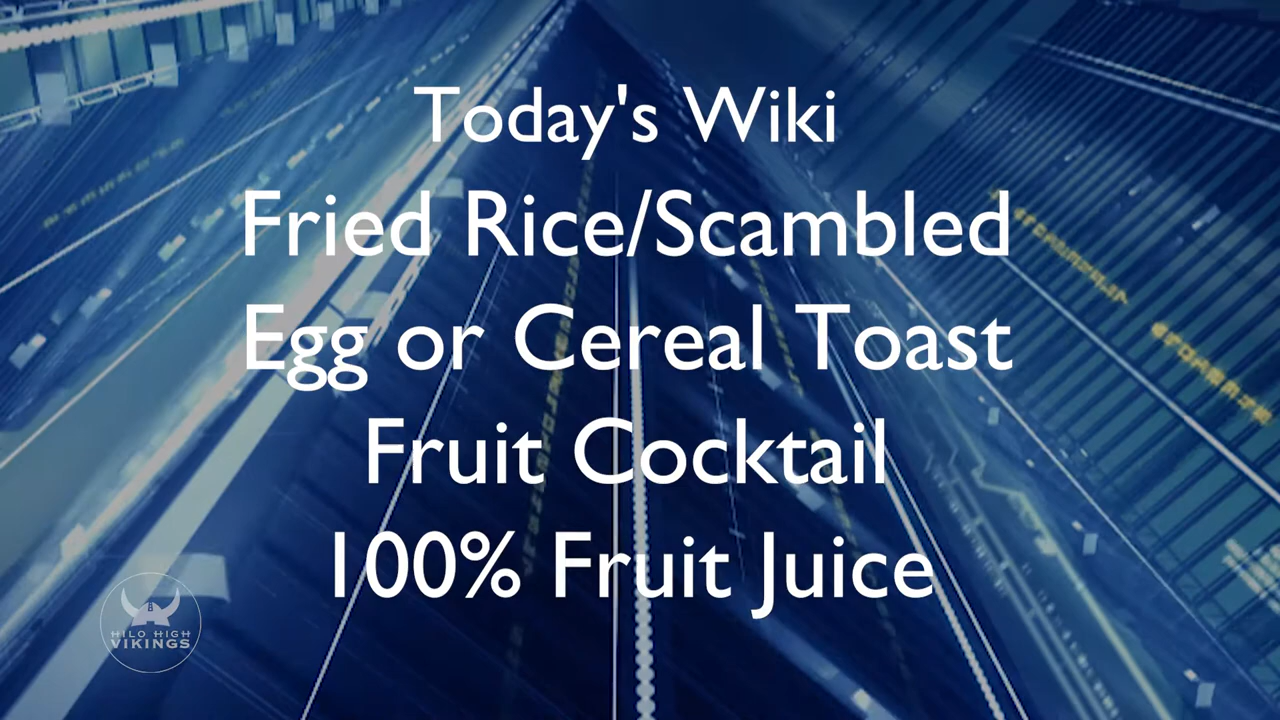 Today's Wiki
Fried Rice/Scambled
Egg or Cereal Toast
Fruit Cocktail
100% Fruit Juice
HILO HIGH
VIKINGS